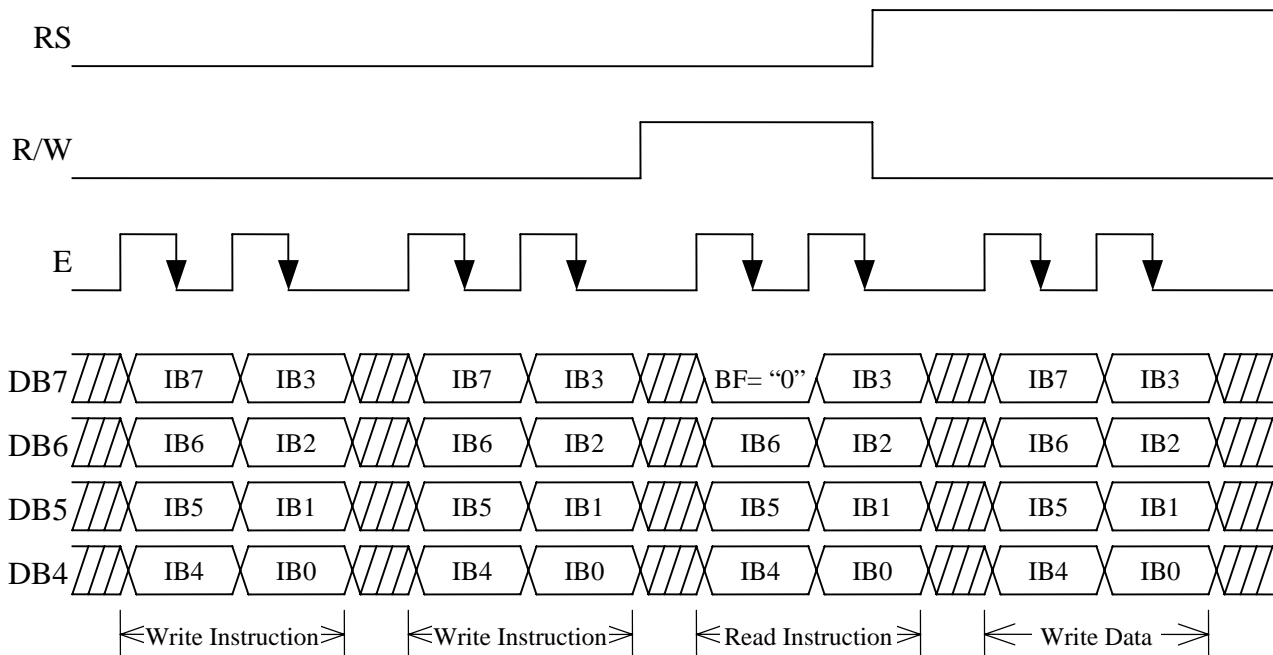 RS
R/W
E
DB7 IB7 IB3 IB7 IB3 BF= “0” IB3 IB7 IB3
DB6 IB6 IB2 IB6 IB2 IB6 IB2 IB6 IB2
DB5 IB5 IB1 IB5 IB1 IB5 IB1 IB5 IB1
DB4 IB4 IB0 IB4 IB0 IB4 IB0 IB4 IB0
Write Instruction Write Instruction Read Instruction Write Data